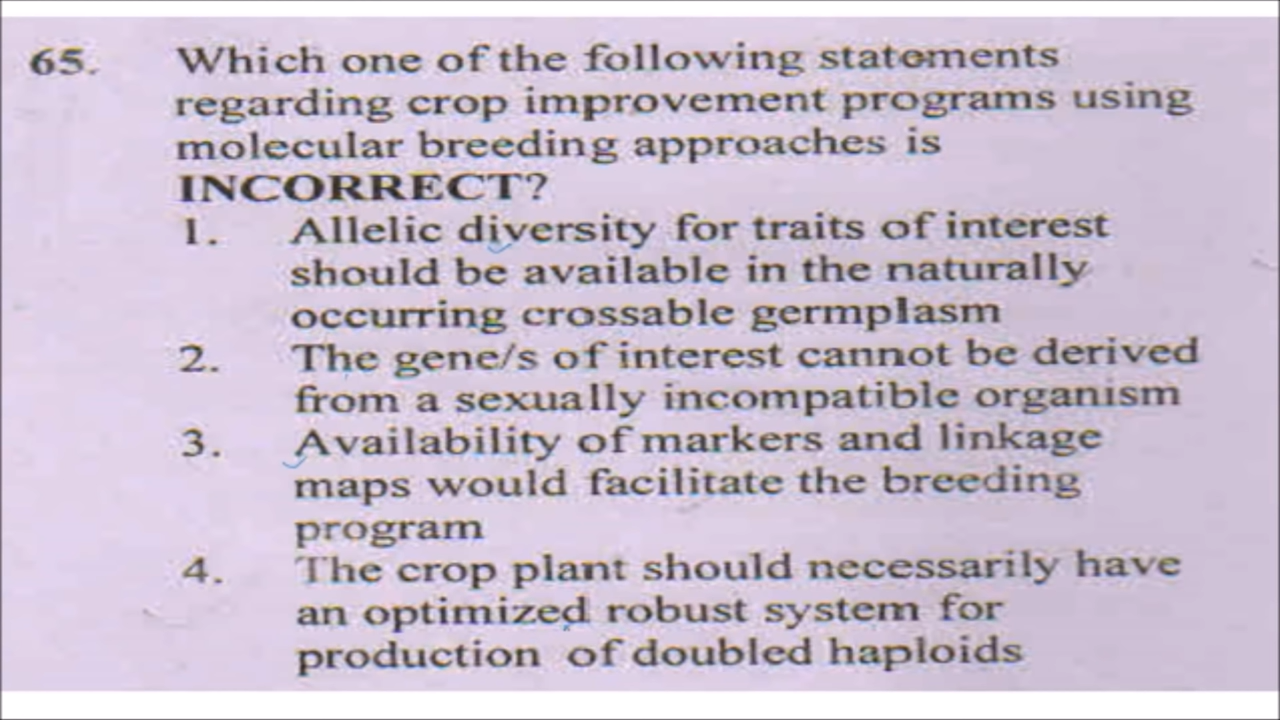 65. Which one of the following statements
regarding crop improvement programs using
molecular breeding approaches is
INCORRECT?
1. Allelic diversity for traits of interest
should be available in the naturally
occurring crossable germplasm
2. The gene/s of interest cannot be derived
from a sexually incompatible organism
3. Availability of markers and linkage
maps would facilitate the breeding
program
4. The crop plant should necessarily have
an optimized robust system for
production of doubled haploids